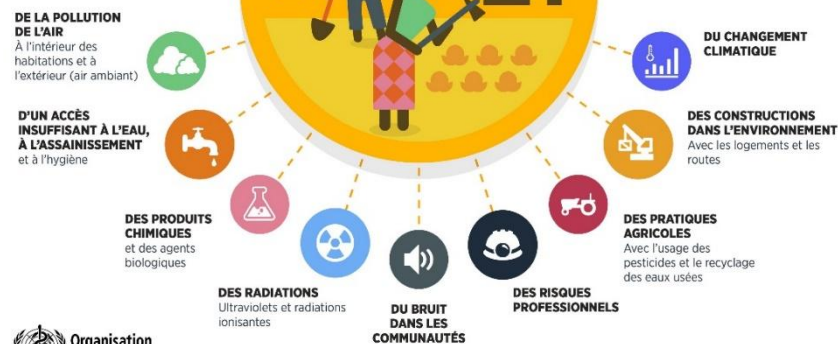 DE LA POLLUTION
DE L'AIR
À l'intérieur des
habitations et à
l'extérieur (air ambiant)
D'UN ACCÈS
INSUFFISANT À L'EAU,
À L'ASSAINISSEMENT
et à l'hygiène
DES PRODUITS
CHIMIQUES
et des agents
biologiques
DES RADIATIONS
Ultraviolets et radiations
ionisantes
DU BRUIT
DANS LES
COMMUNAUTÉS
DES RISQUES
PROFESSIONNELS
DES PRATIQUES
AGRICOLES
Avec l'usage des
pesticides et le recyclage
des eaux usées
DES CONSTRUCTIONS
DANS L'ENVIRONNEMENT
Avec les logements et les
routes
DU CHANGEMENT
CLIMATIQUE
Organisation